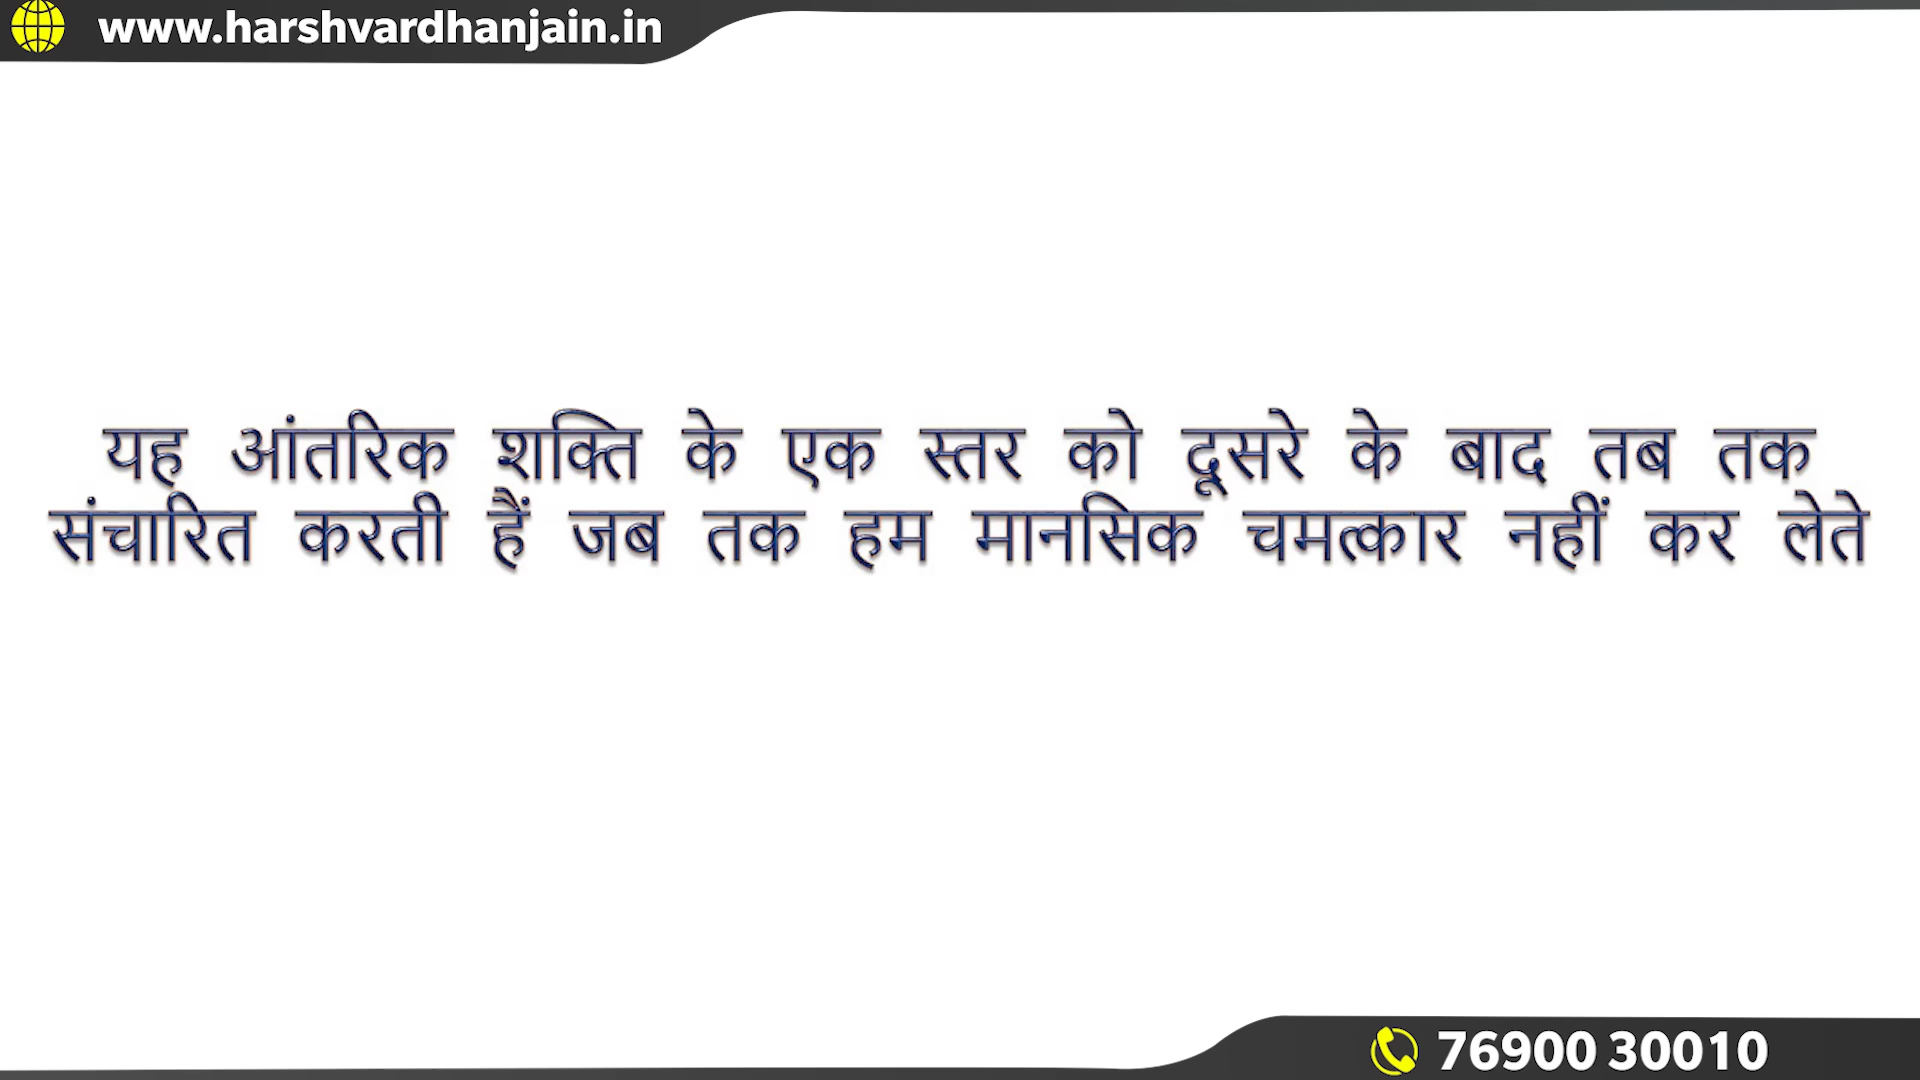 www.harshvardhanjain.in
यह आंतरिक शक्ति के एक स्तर को दूसरे के बाद तब तक
संचारित करती हैं जब तक हम मानसिक चमत्कार नहीं कर लेते
76900 30010